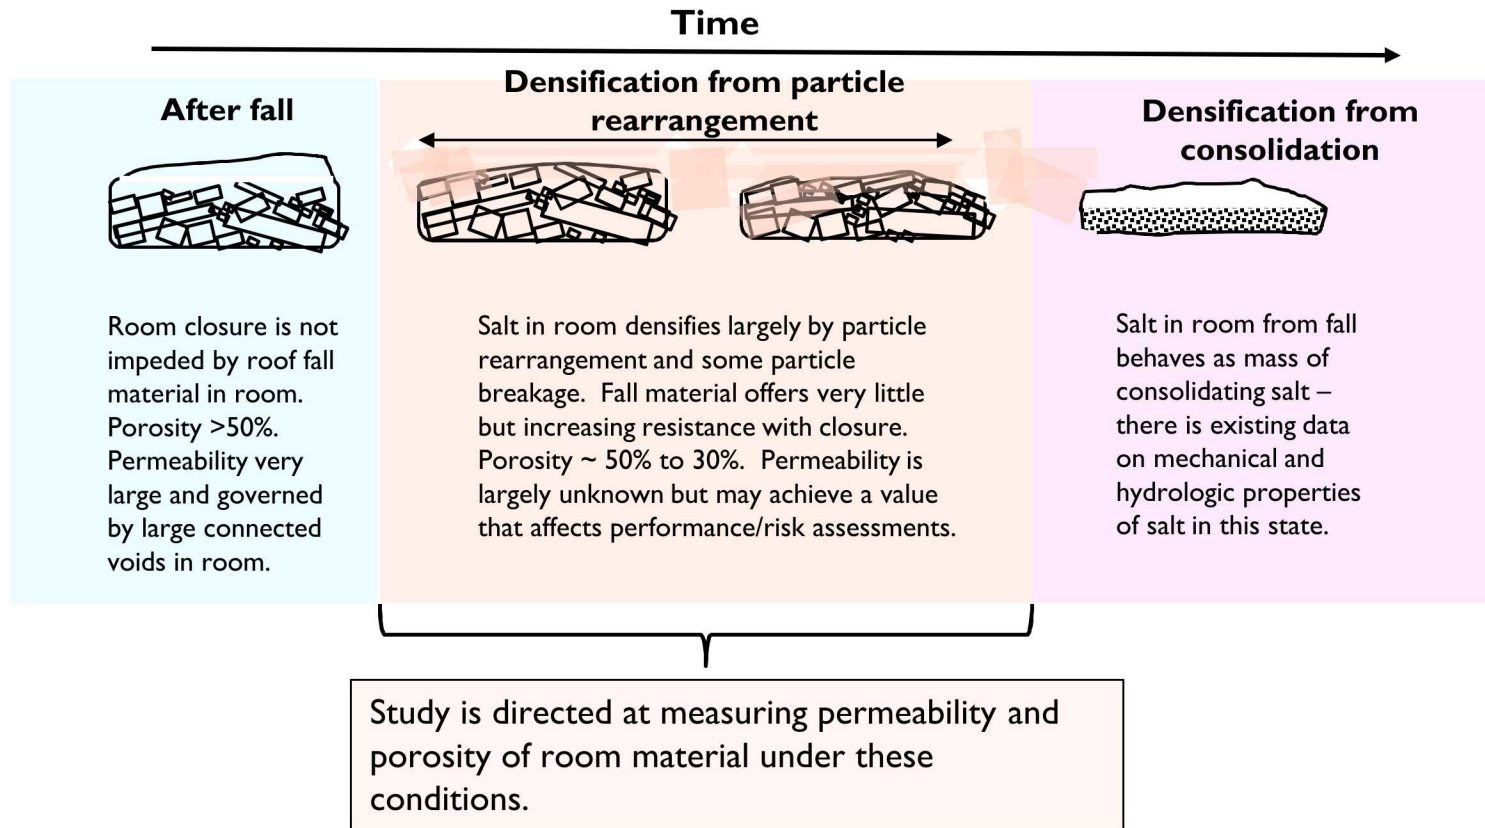 Time
After fall
Room closure is not
impeded by roof fall
material in room.
Porosity >50%.
Permeability very
large and governed
by large connected
voids in room.
Densification from particle
rearrangement
Salt in room densifies largely by particle
rearrangement and some particle
breakage.  Fall material offers very little
but increasing resistance with closure.
Porosity ~ 50% to 30%.  Permeability is
largely unknown but may achieve a value
that affects performance/risk assessments.
Densification from
consolidation
Salt in room from fall
behaves as mass of
consolidating salt –
there is existing data
on mechanical and
hydrologic properties
of salt in this state.
Study is directed at measuring permeability and
porosity of room material under these
conditions.